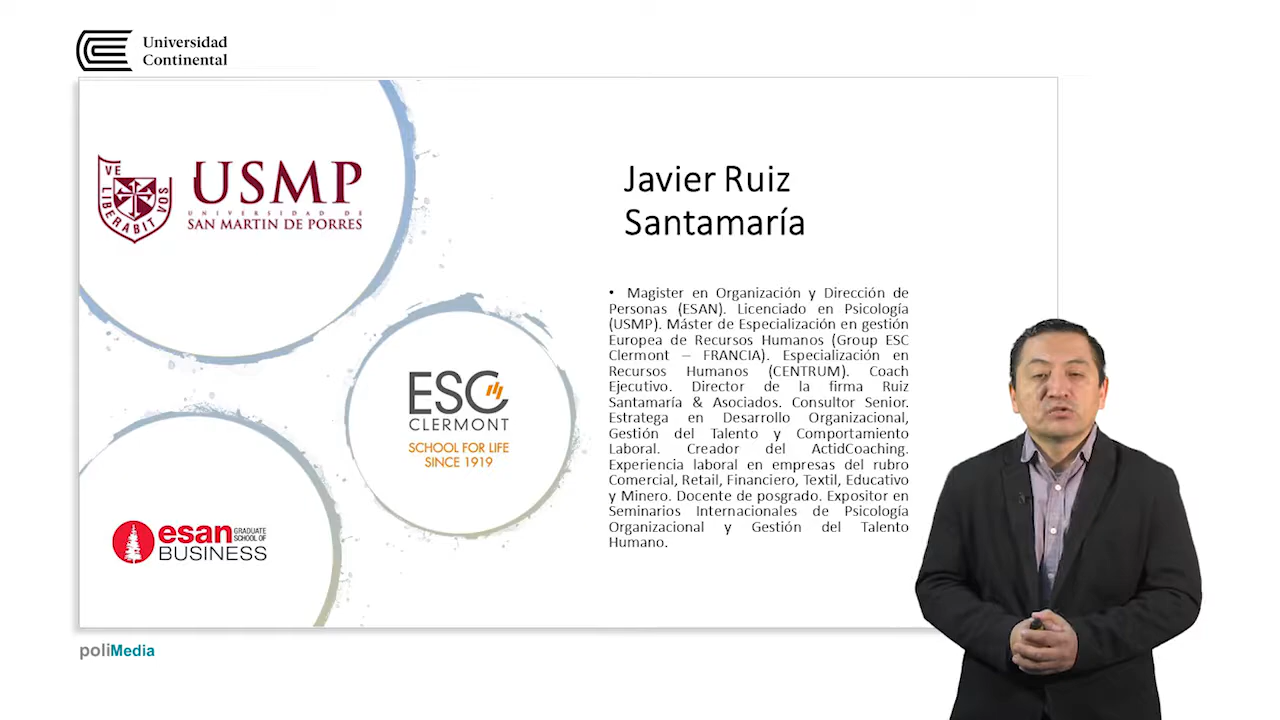 Universidad
Continental
VE
LIBERABIT
VOS
USMP
UNIVERSIDAD DE
SAN MARTIN DE PORRES
Javier Ruiz
Santamaría
• Magister en Organización y Dirección de
Personas (ESAN). Licenciado en Psicología
(USMP). Máster de Especialización en gestión
Europea de Recursos Humanos (Group ESC
Clermont – FRANCIA). Especialización en
Recursos Humanos (CENTRUM). Coach
Ejecutivo. Director de la firma Ruiz
Santamaría & Asociados. Consultor Senior.
Estratega en Desarrollo Organizacional,
Gestión del Talento y Comportamiento
Laboral. Creador del ActidCoaching.
Experiencia laboral en empresas del rubro
Comercial, Retail, Financiero, Textil, Educativo
y Minero. Docente de posgrado. Expositor en
Seminarios Internacionales de Psicología
Organizacional y Gestión del Talento
Humano.
ESC
CLERMONT
SCHOOL FOR LIFE
SINCE 1919
esan GRADUATE
SCHOOL OF
BUSINESS
poliMedia